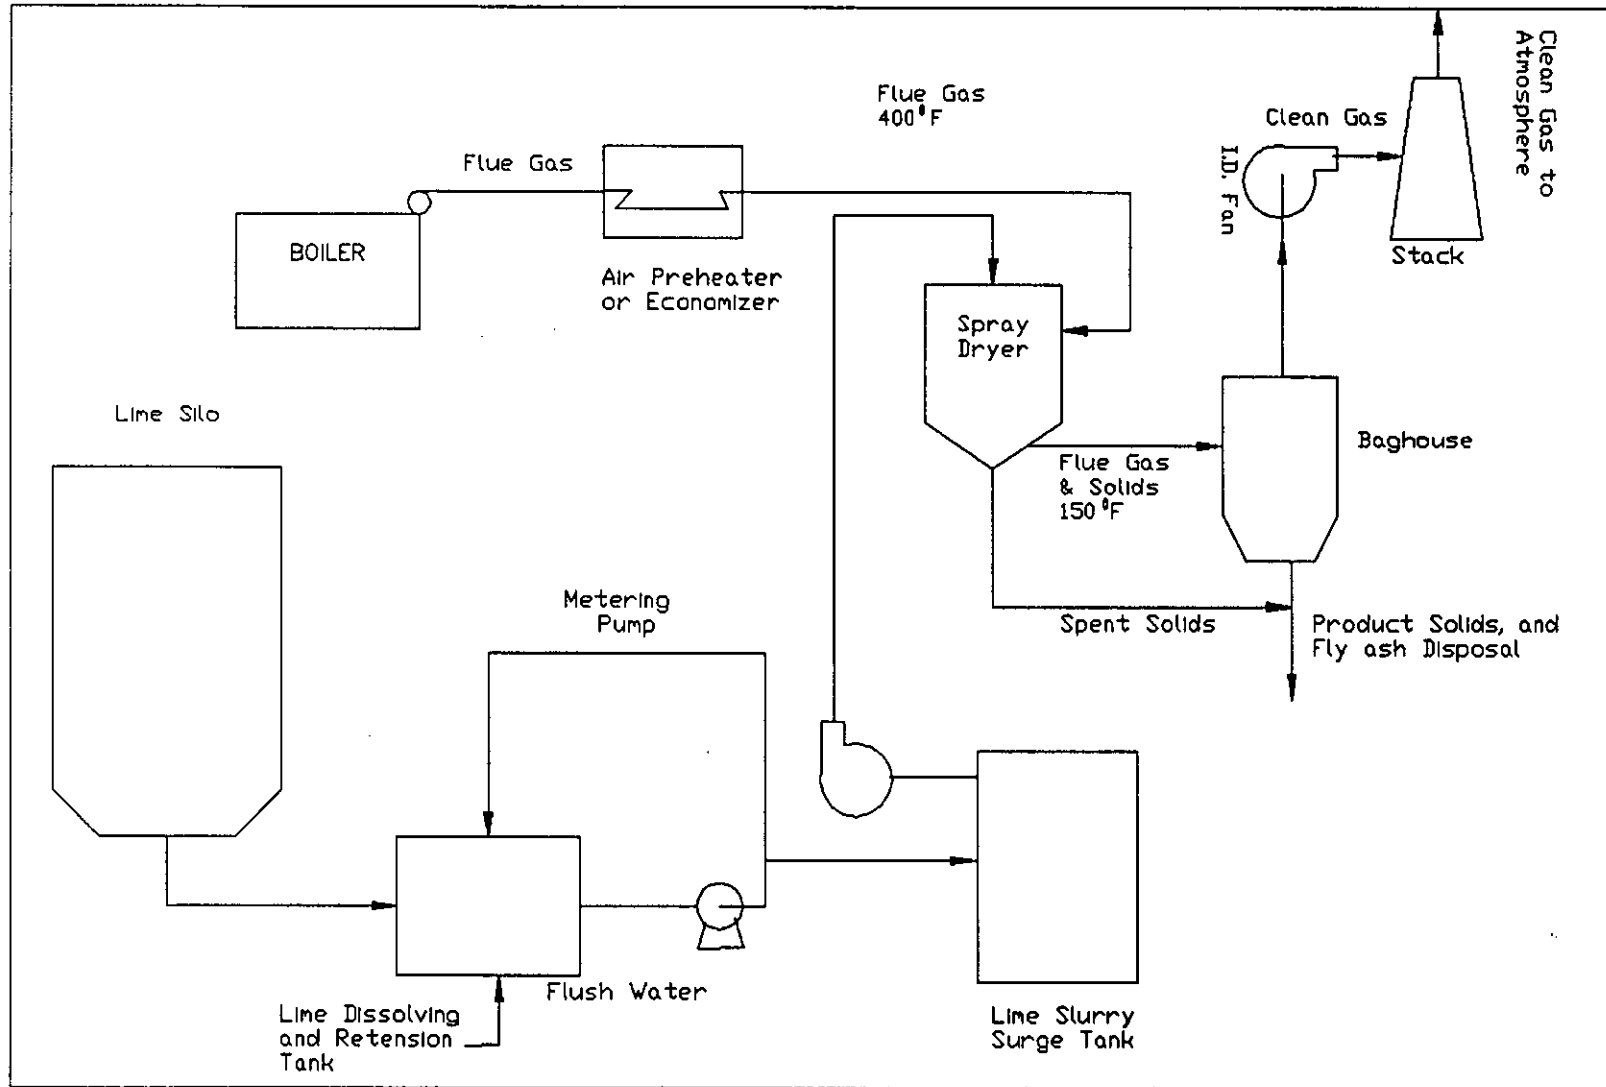 Clean Gas to
Atmosphere
Flue Gas
400°F
Clean Gas
I.D. Fan
Flue Gas
BOILER
Air Preheater
or Economizer
Stack
Spray
Dryer
Lime Silo
Baghouse
Flue Gas
& Solids
150°F
Metering
Pump
Spent Solids
Product Solids, and
Fly ash Disposal
Flush Water
Lime Dissolving
and Retension
Tank
Lime Slurry
Surge Tank